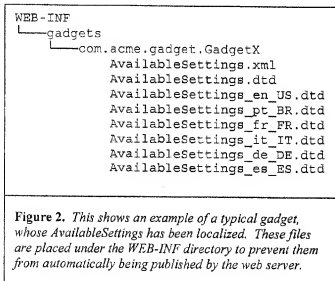 WEB-INF
gadgets
com.acme.gadget.GadgetX
AvailableSettings.xml
AvailableSettings.dtd
AvailableSettings_en_US.dtd
AvailableSettings_pt_BR.dtd
AvailableSettings_fr_FR.dtd
AvailableSettings_it_IT.dtd
AvailableSettings_de_DE.dtd
AvailableSettings_es_ES.dtd
Figure 2. This shows an example of a typical gadget,
whose AvailableSettings has been localized. These files
are placed under the WEB-INF directory to prevent them
from automatically being published by the web server.